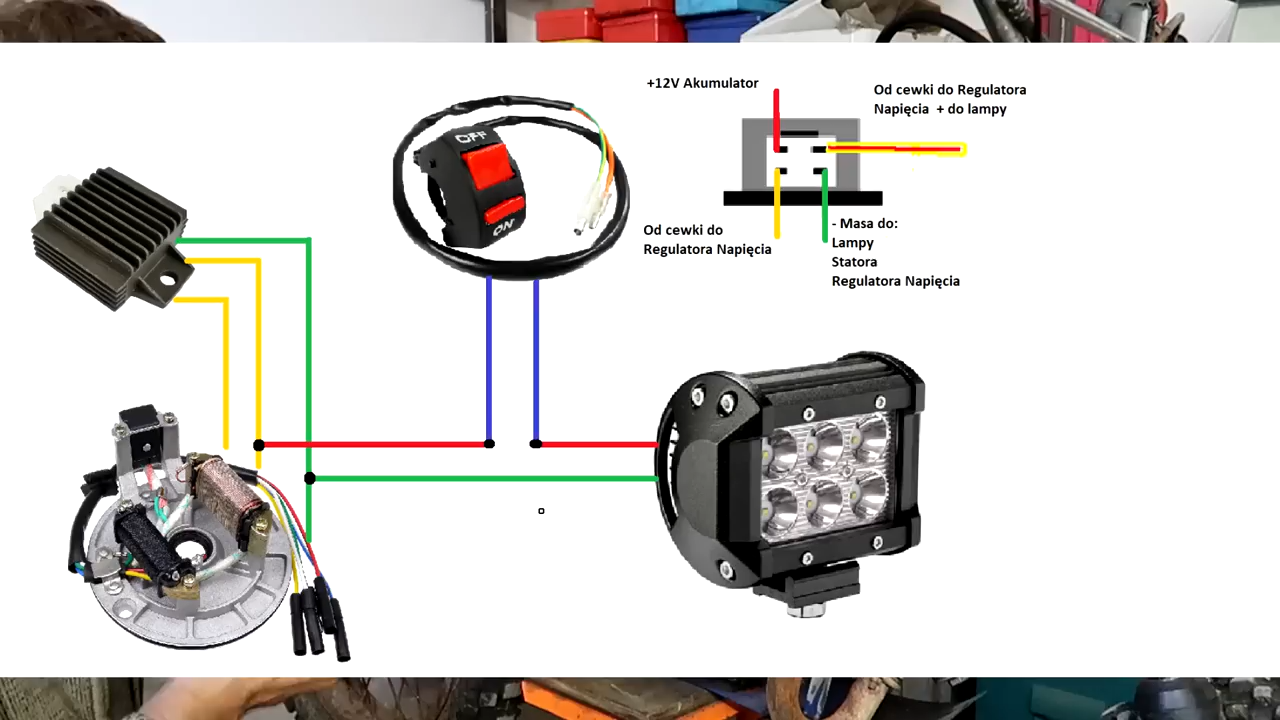 +12V Akumulator
Od cewki do Regulatora
Napięcia + do lampy
OFF
ON
Od cewki do
Regulatora Napięcia
- Masa do:
Lampy
Statora
Regulatora Napięcia